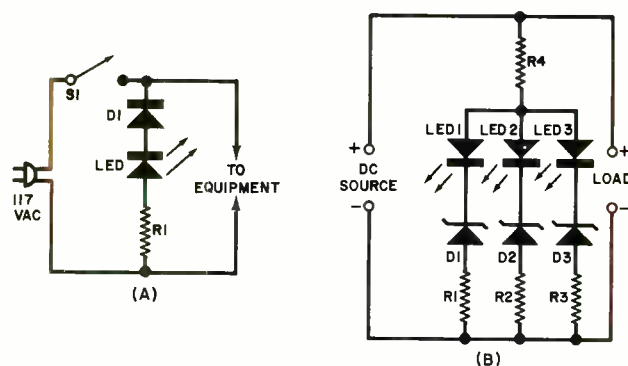 S1
D1
LED
R1
117
VAC
TO
EQUIPMENT
(A)
R4
LED1 LED2 LED3
+
DC
SOURCE
-
+
LOAD
-
D1 D2 D3
R1 R2 R3
(B)